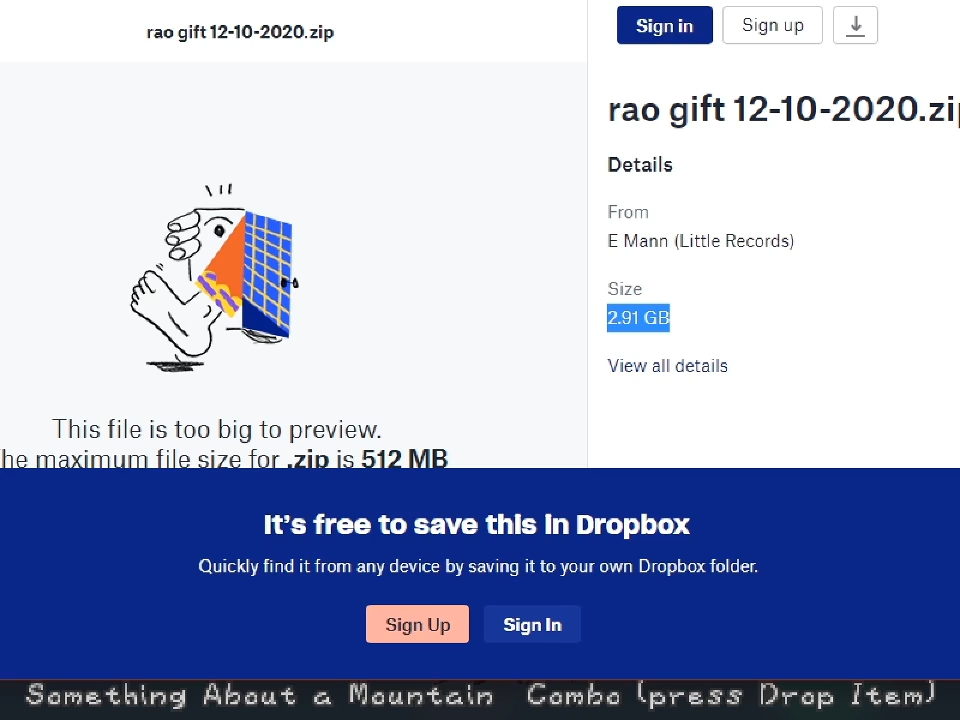 rao gift 12-10-2020.zip
Sign in
Sign up
rao gift 12-10-2020.zip
Details
From
E Mann (Little Records)
Size
2.91 GB
View all details
This file is too big to preview.
he maximum file size for .zip is 512 MB
It's free to save this in Dropbox
Quickly find it from any device by saving it to your own Dropbox folder.
Sign Up
Sign In
Something About a Mountain Combo (press Drop Item)